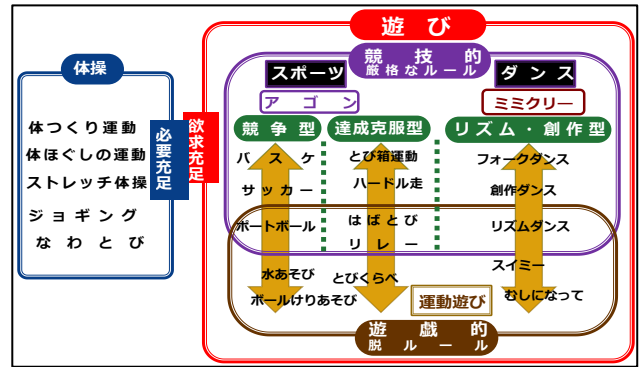 体操
体つくり運動
体ほぐしの運動
ストレッチ体操
ジョギング
なわとび
必要充足
欲求充足
遊び
競技的
厳格なルール
スポーツ
ダンス
アゴン
ミミクリー
競争型
達成克服型
リズム・創作型
バスケ
とび箱運動
フォークダンス
サッカー
ハードル走
創作ダンス
ポートボール
はばとび
リズムダンス
リレー
水あそび
とびくらべ
スイミー
ボールけりあそび
運動遊び
むしになって
遊戯的
脱ルール